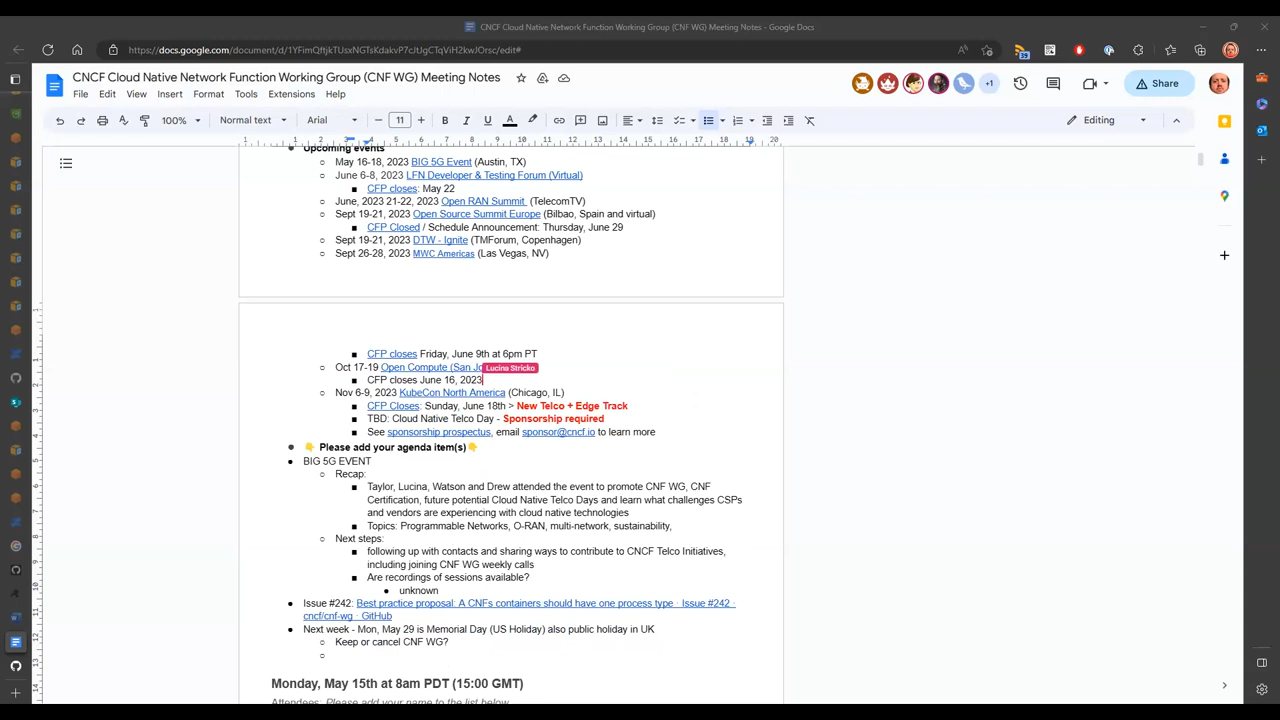 CNCF Cloud Native Network Function Working Group (CNF WG) Meeting Notes - Google Docs
https://docs.google.com/document/d/1YFimQftjkTUsxNGTsKdakvP7cJtJgCTqViH2kwJOrsc/edit#
CNCF Cloud Native Network Function Working Group (CNF WG) Meeting Notes
+1
Share
File Edit View Insert Format Tools Extensions Help
100% Normal text Arial 11 Editing
Upcoming events
May 16-18, 2023 BIG 5G Event (Austin, TX)
June 6-8, 2023 LFN Developer & Testing Forum (Virtual)
CFP closes: May 22
June, 2023 21-22, 2023 Open RAN Summit (TelecomTV)
Sept 19-21, 2023 Open Source Summit Europe (Bilbao, Spain and virtual)
CFP Closed / Schedule Announcement: Thursday, June 29
Sept 19-21, 2023 DTW - Ignite (TMForum, Copenhagen)
Sept 26-28, 2023 MWC Americas (Las Vegas, NV)
CFP closes Friday, June 9th at 6pm PT
Oct 17-19 Open Compute (San Jo
Lucina Stricko
CFP closes June 16, 2023
Nov 6-9, 2023 KubeCon North America (Chicago, IL)
CFP Closes: Sunday, June 18th > New Telco + Edge Track
TBD: Cloud Native Telco Day - Sponsorship required
See sponsorship prospectus, email sponsor@cncf.io to learn more
👇 Please add your agenda item(s)👇
BIG 5G EVENT
Recap:
Taylor, Lucina, Watson and Drew attended the event to promote CNF WG, CNF
Certification, future potential Cloud Native Telco Days and learn what challenges CSPs
and vendors are experiencing with cloud native technologies
Topics: Programmable Networks, O-RAN, multi-network, sustainability,
Next steps:
following up with contacts and sharing ways to contribute to CNCF Telco Initiatives,
including joining CNF WG weekly calls
Are recordings of sessions available?
unknown
Issue #242: Best practice proposal: A CNFs containers should have one process type · Issue #242 ·
cncf/cnf-wg · GitHub
Next week - Mon, May 29 is Memorial Day (US Holiday) also public holiday in UK
Keep or cancel CNF WG?
Monday, May 15th at 8am PDT (15:00 GMT)
Attendees: Please add your name to the list below